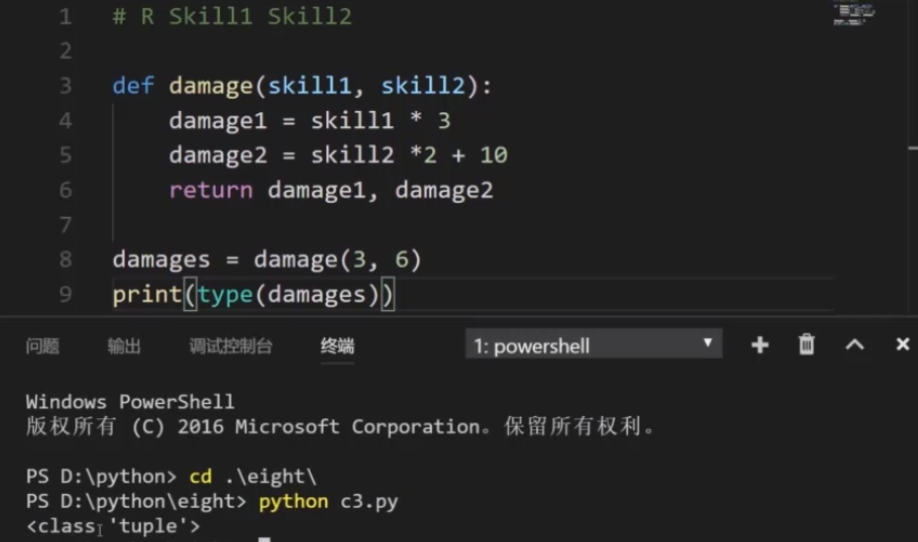 1 # R Skill1 Skill2
2
3 def damage(skill1, skill2):
4 damage1 = skill1 * 3
5 damage2 = skill2 *2 + 10
6 return damage1, damage2
7
8 damages = damage(3, 6)
9 print(type(damages))
问题 输出 调试控制台 终端 1: powershell
Windows PowerShell
版权所有 (C) 2016 Microsoft Corporation。保留所有权利。
PS D:\python> cd .\eight\
PS D:\python\eight> python c3.py
<class 'tuple'>